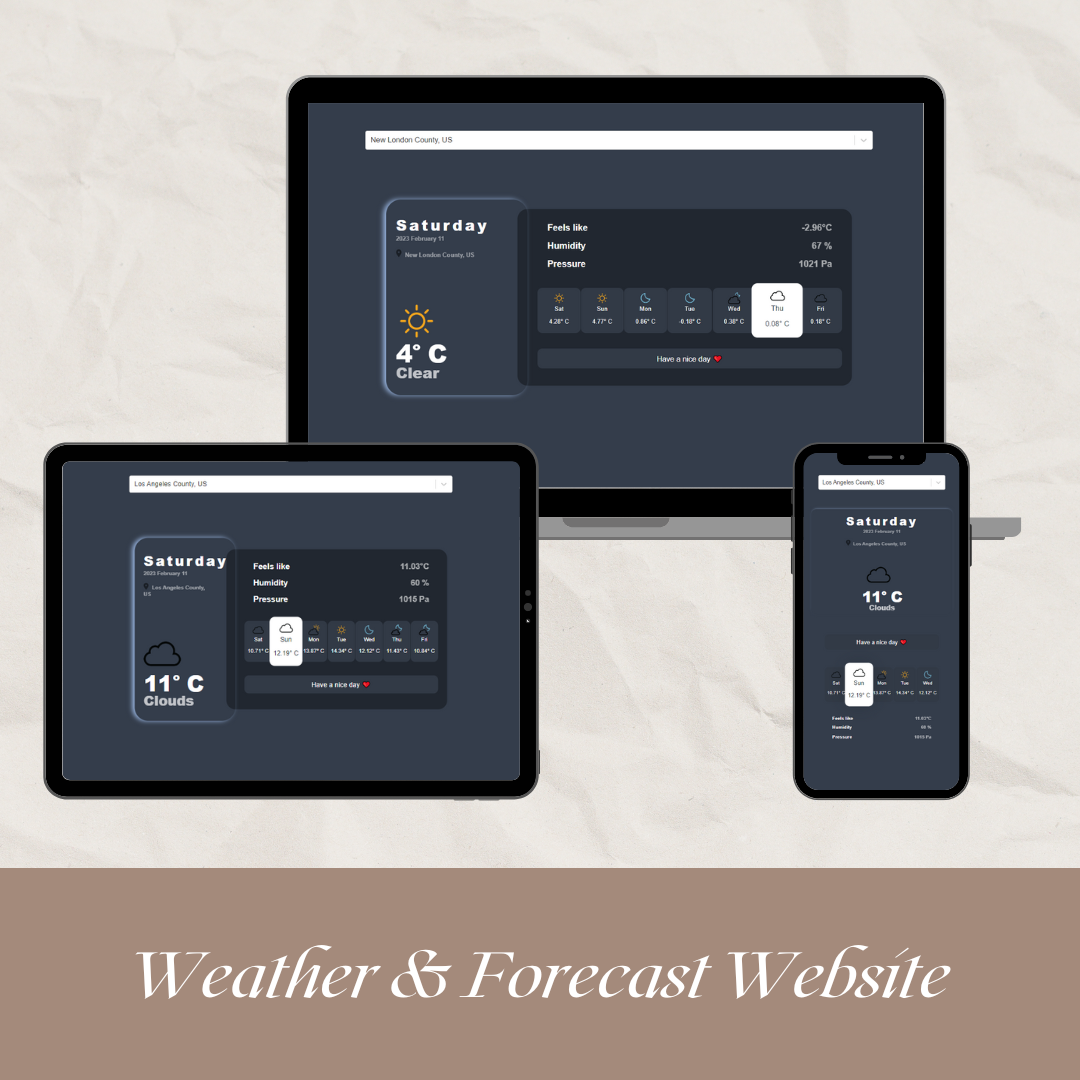 New London County, US
Saturday
2023 February 11
New London County, US
4° C
Clear
Feels like -2.96°C
Humidity 67 %
Pressure 1021 Pa
Sat Sun Mon Tue Wed Thu Fri
4.28° C 4.77° C 0.86° C -0.18° C 0.38° C 0.08° C 0.18° C
Have a nice day ❤️
Los Angeles County, US
Saturday
2023 February 11
Los Angeles County,
US
11° C
Clouds
Feels like 11.03°C
Humidity 60 %
Pressure 1015 Pa
Sat Sun Mon Tue Wed Thu Fri
10.71° C 12.19° C 13.87° C 14.34° C 12.12° C 11.43° C 10.84° C
Have a nice day ❤️
Los Angeles County, US
Saturday
2023 February 11
Los Angeles County, US
11° C
Clouds
Have a nice day ❤️
Sat Sun Mon Tue Wed
10.71° C 12.19° C 13.87° C 14.34° C 12.12° C
Feels like 11.03°C
Humidity 60 %
Pressure 1015 Pa
Weather & Forecast Website